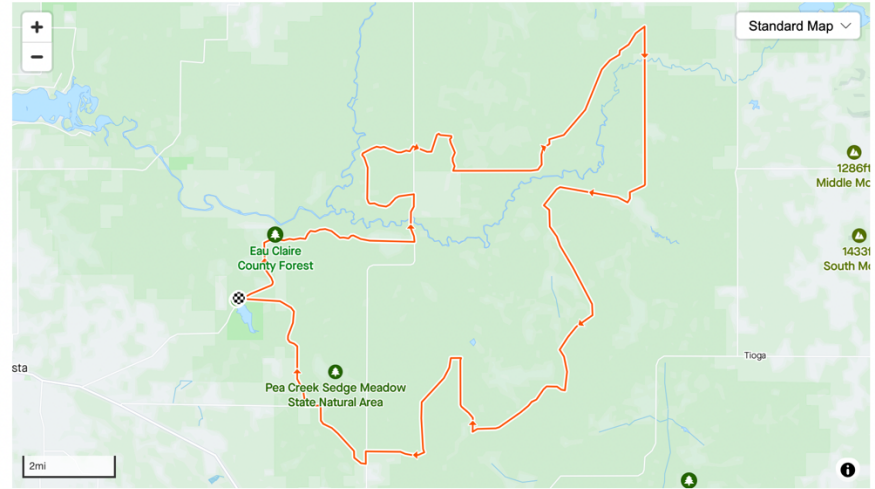 +
Standard Map
−
1286ft
Middle Mo
Eau Claire
County Forest
1433f
South Mo
Tioga
sta
Pea Creek Sedge Meadow
State Natural Area
2mi
i